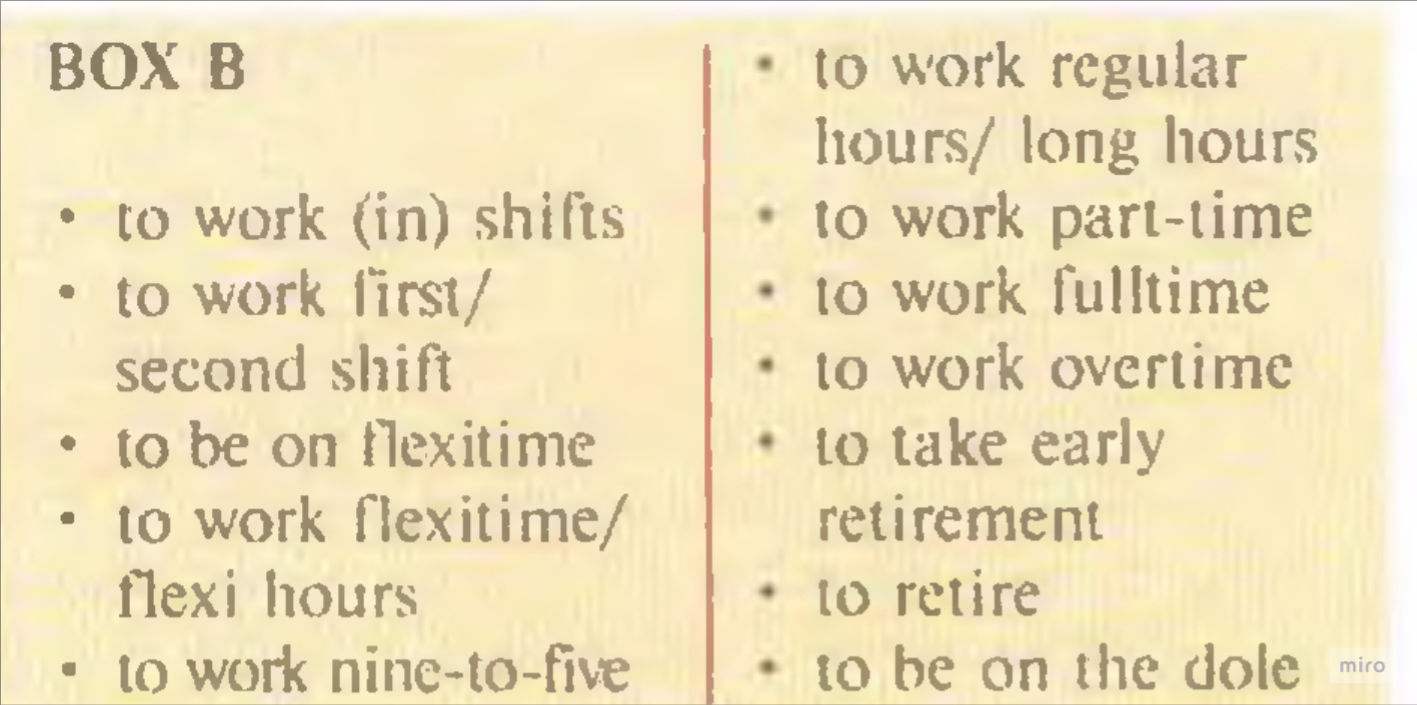 BOX B
• to work (in) shifts
• to work first/
second shift
• to be on flexitime
• to work flexitime/
flexi hours
• to work nine-to-five
• to work regular
hours/ long hours
• to work part-time
• to work fulltime
• to work overtime
• to take early
retirement
• to retire
• to be on the dole
miro